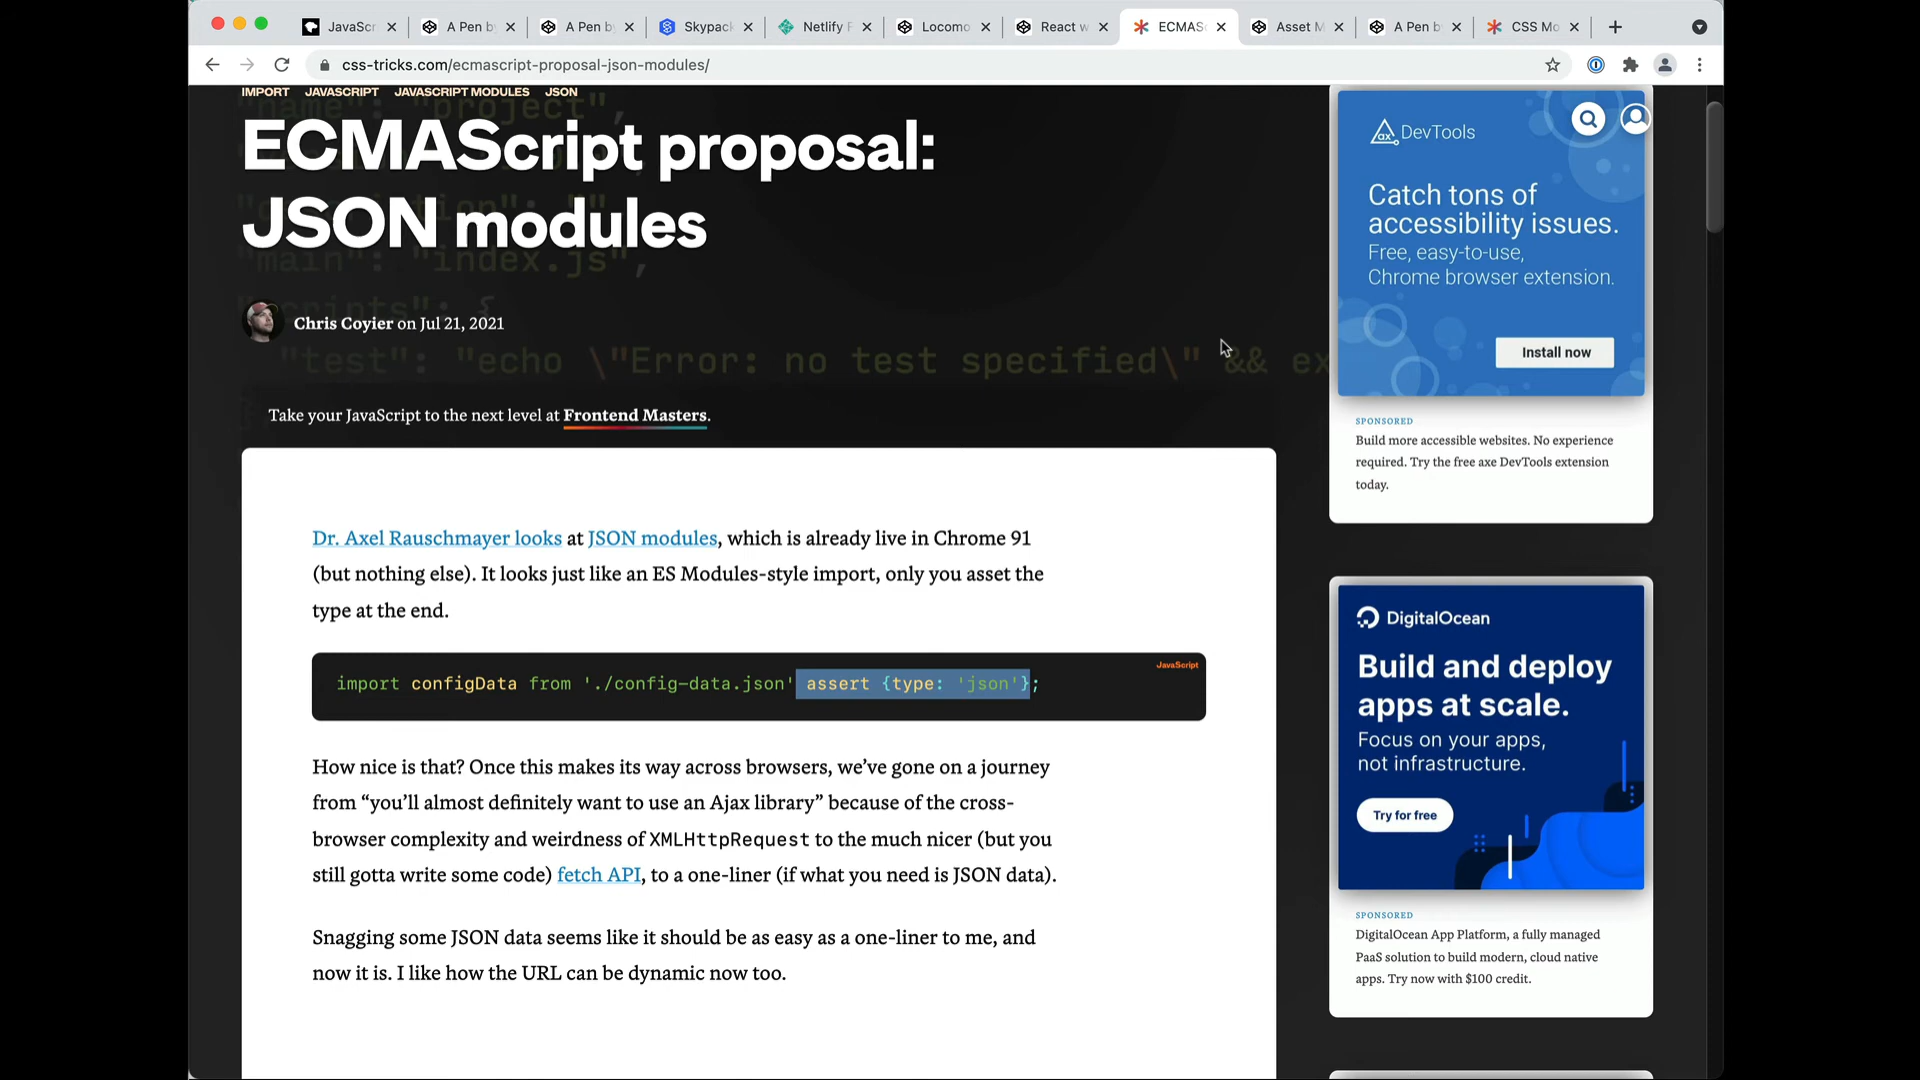 JavaScr
A Pen by
A Pen by
Skypack
Netlify F
Locomo
React w
ECMAS
Asset M
A Pen by
CSS Mo
css-tricks.com/ecmascript-proposal-json-modules/
IMPORT JAVASCRIPT JAVASCRIPT MODULES JSON
"name": "project",
ECMAScript proposal:
JSON modules
"main": "index.js",
"scripts": {
Chris Coyier on Jul 21, 2021
"test": "echo \"Error: no test specified\" && ex
Take your JavaScript to the next level at Frontend Masters.
Dr. Axel Rauschmayer looks at JSON modules, which is already live in Chrome 91
(but nothing else). It looks just like an ES Modules-style import, only you asset the
type at the end.
JavaScript
import configData from './config-data.json' assert {type: 'json'};
How nice is that? Once this makes its way across browsers, we’ve gone on a journey
from “you’ll almost definitely want to use an Ajax library” because of the cross-
browser complexity and weirdness of XMLHttpRequest to the much nicer (but you
still gotta write some code) fetch API, to a one-liner (if what you need is JSON data).
Snagging some JSON data seems like it should be as easy as a one-liner to me, and
now it is. I like how the URL can be dynamic now too.
ax DevTools
Catch tons of
accessibility issues.
Free, easy-to-use,
Chrome browser extension.
Install now
SPONSORED
Build more accessible websites. No experience
required. Try the free axe DevTools extension
today.
DigitalOcean
Build and deploy
apps at scale.
Focus on your apps,
not infrastructure.
Try for free
SPONSORED
DigitalOcean App Platform, a fully managed
PaaS solution to build modern, cloud native
apps. Try now with $100 credit.